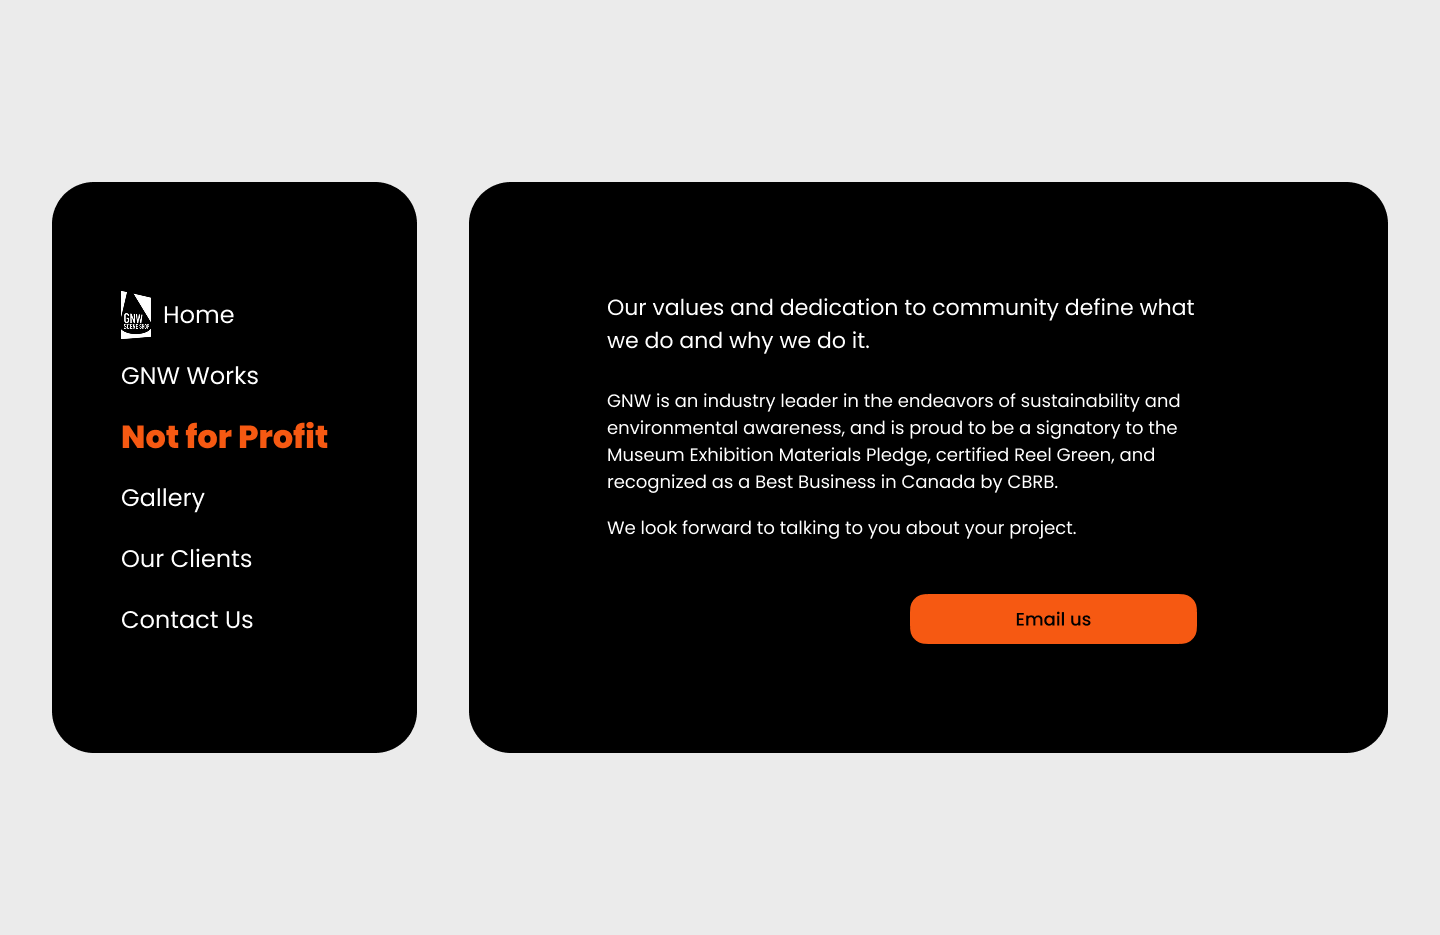 GNW
SCENE SHOP
Home
GNW Works
Not for Profit
Gallery
Our Clients
Contact Us
Our values and dedication to community define what
we do and why we do it.
GNW is an industry leader in the endeavors of sustainability and
environmental awareness, and is proud to be a signatory to the
Museum Exhibition Materials Pledge, certified Reel Green, and
recognized as a Best Business in Canada by CBRB.
We look forward to talking to you about your project.
Email us